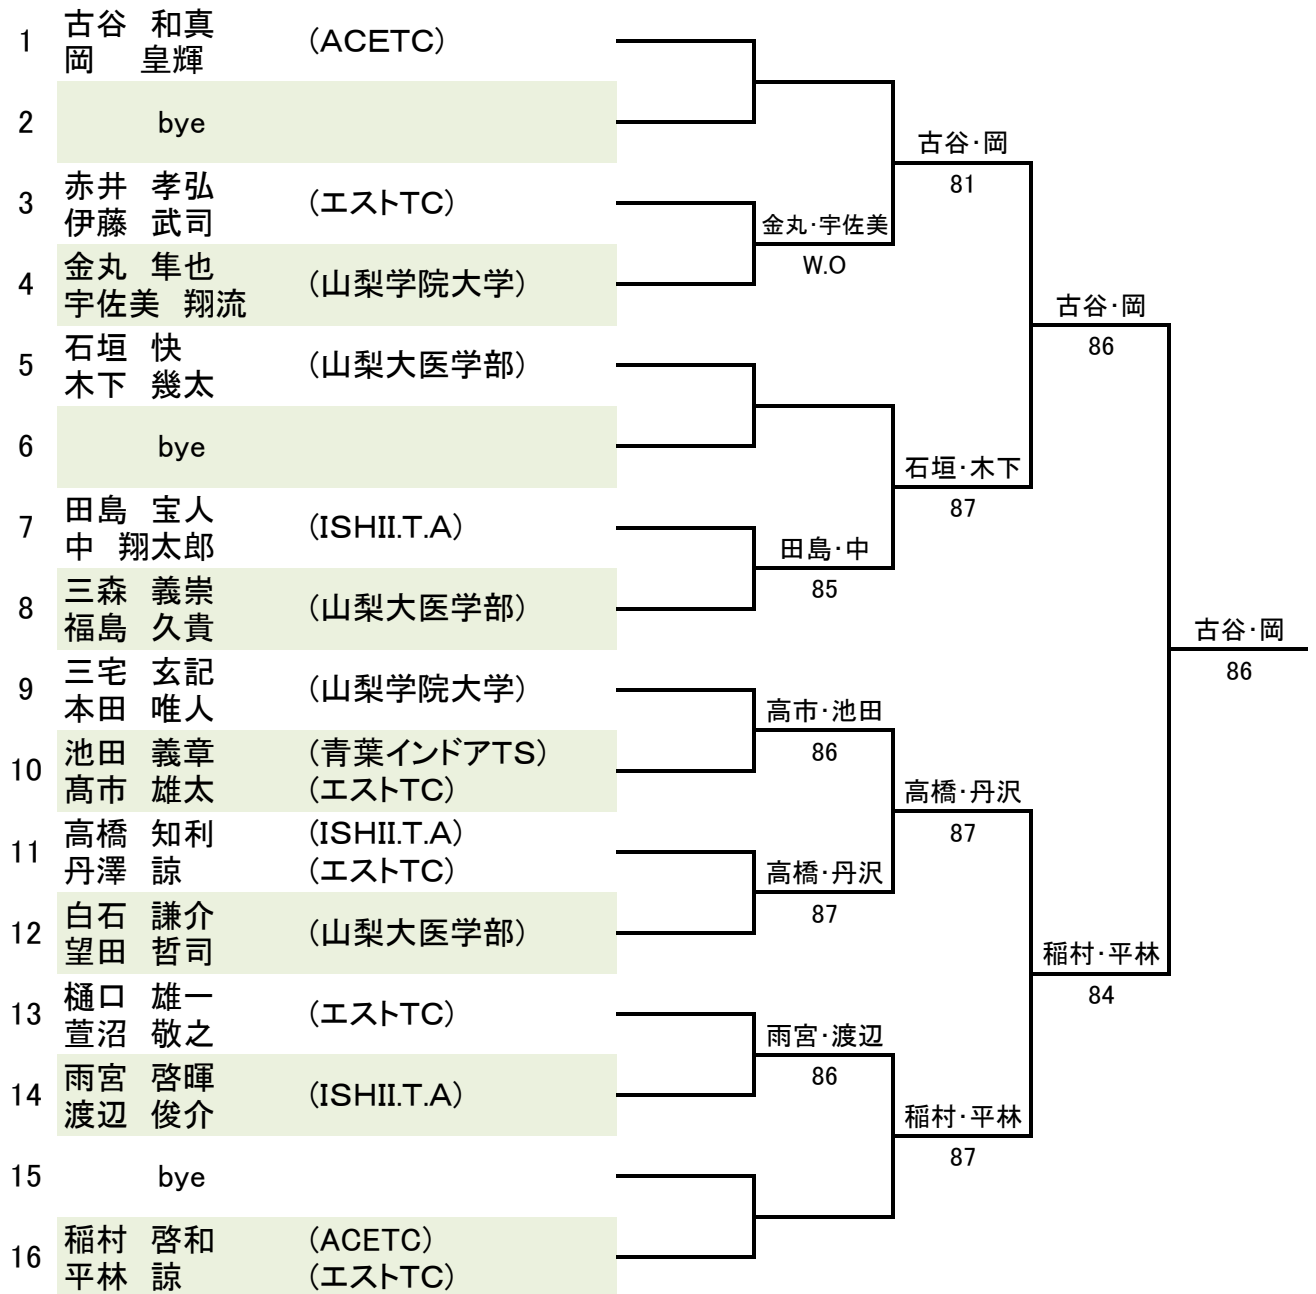 1 古谷 和真 (ACETC)
岡 皇輝
2 bye
古谷・岡
81
3 赤井 孝弘 (エストTC)
伊藤 武司
金丸・宇佐美
W.O
4 金丸 隼也 (山梨学院大学)
宇佐美 翔流
古谷・岡
86
5 石垣 快 (山梨大医学部)
木下 幾太
6 bye
石垣・木下
87
7 田島 宝人 (ISHII.T.A)
中 翔太郎
田島・中
85
8 三森 義崇 (山梨大医学部)
福島 久貴
古谷・岡
86
9 三宅 玄記 (山梨学院大学)
本田 唯人
高市・池田
86
10 池田 義章 (青葉インドアTS)
髙市 雄太 (エストTC)
高橋・丹沢
87
11 高橋 知利 (ISHII.T.A)
丹澤 諒 (エストTC)
高橋・丹沢
87
12 白石 謙介 (山梨大医学部)
望田 哲司
稲村・平林
84
13 樋口 雄一 (エストTC)
萱沼 敬之
雨宮・渡辺
86
14 雨宮 啓暉 (ISHII.T.A)
渡辺 俊介
稲村・平林
87
15 bye
16 稲村 啓和 (ACETC)
平林 諒 (エストTC)